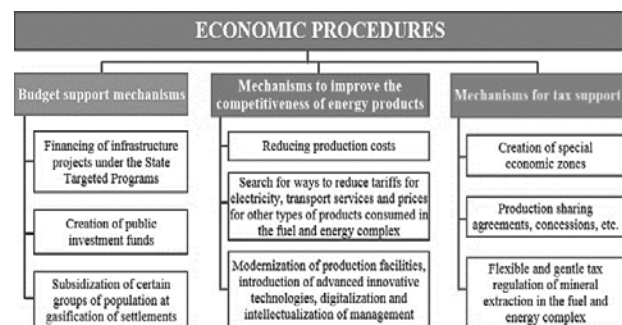 ECONOMIC PROCEDURES
Budget support mechanisms
Financing of infrastructure
projects under the State
Targeted Programs
Creation of public
investment funds
Subsidization of certain
groups of population at
gasification of settlements
Mechanisms to improve the
competitiveness of energy products
Reducing production costs
Search for ways to reduce tariffs for
electricity, transport services and prices
for other types of products consumed in
the fuel and energy complex
Modernization of production facilities,
introduction of advanced innovative
technologies, digitalization and
intellectualization of management
Mechanisms for tax support
Creation of special
economic zones
Production sharing
agreements, concessions, etc.
Flexible and gentle tax
regulation of mineral
extraction in the fuel and
energy complex